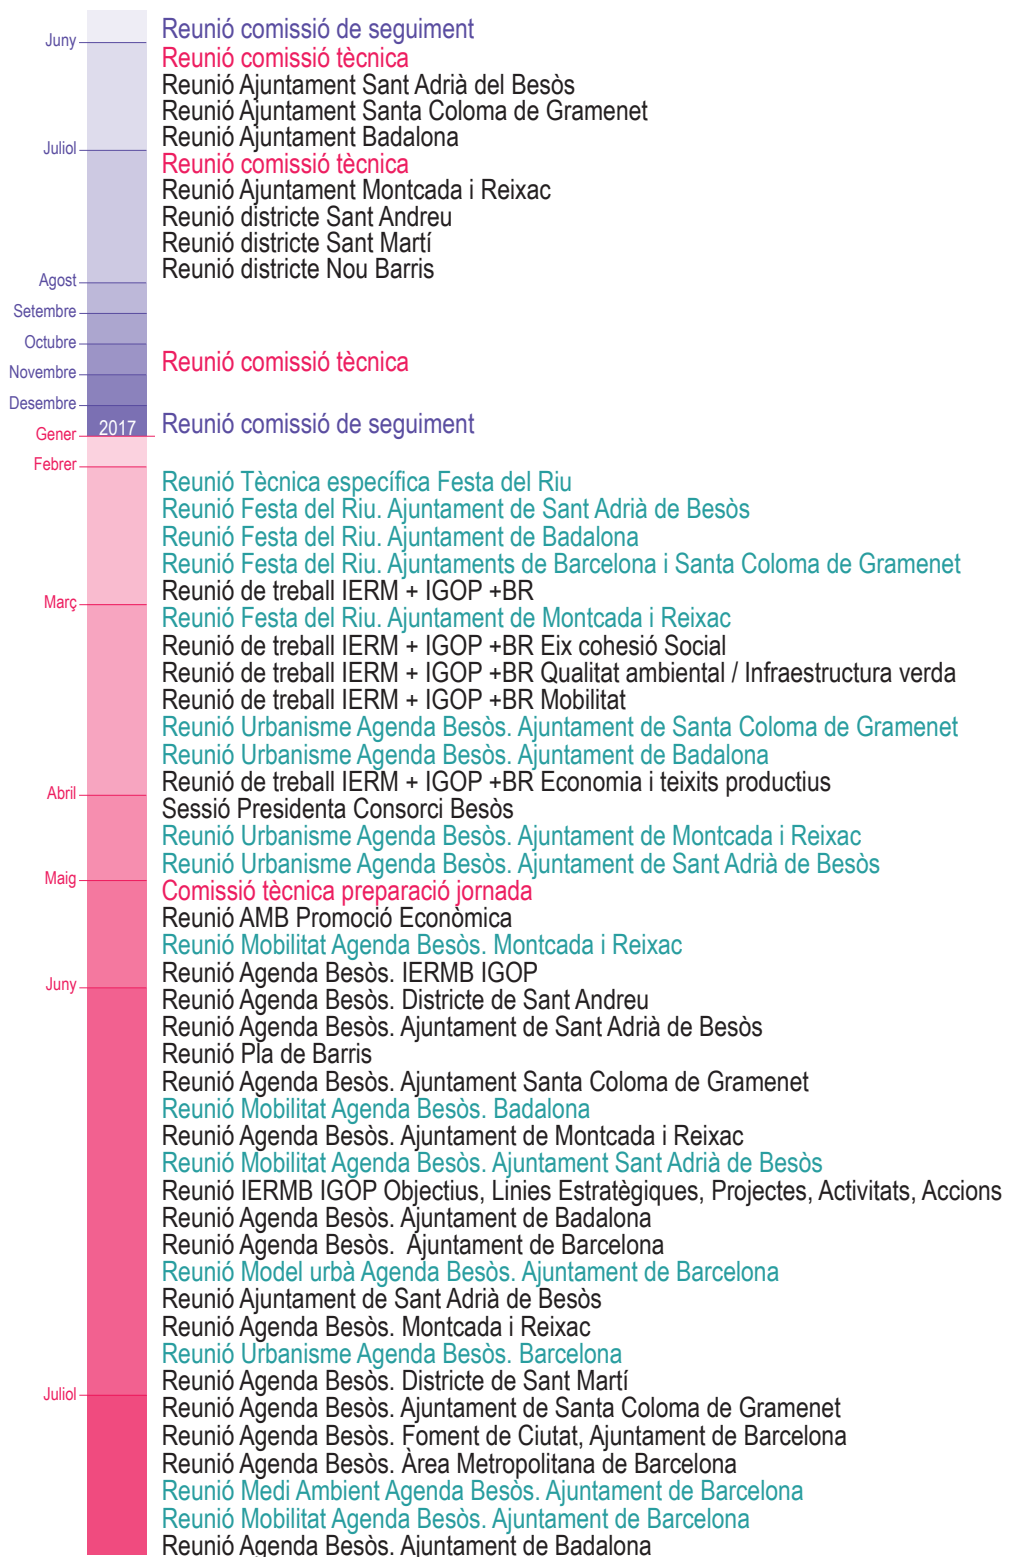 Reunió comissió de seguiment
Juny
Reunió comissió tècnica
Reunió Ajuntament Sant Adrià del Besòs
Reunió Ajuntament Santa Coloma de Gramenet
Reunió Ajuntament Badalona
Juliol
Reunió comissió tècnica
Reunió Ajuntament Montcada i Reixac
Reunió districte Sant Andreu
Reunió districte Sant Martí
Reunió districte Nou Barris
Agost
Setembre
Octubre
Reunió comissió tècnica
Novembre
Desembre
2017
Reunió comissió de seguiment
Gener
Febrer
Reunió Tècnica específica Festa del Riu
Reunió Festa del Riu. Ajuntament de Sant Adrià de Besòs
Reunió Festa del Riu. Ajuntament de Badalona
Reunió Festa del Riu. Ajuntaments de Barcelona i Santa Coloma de Gramenet
Reunió de treball IERM + IGOP +BR
Març
Reunió Festa del Riu. Ajuntament de Montcada i Reixac
Reunió de treball IERM + IGOP +BR Eix cohesió Social
Reunió de treball IERM + IGOP +BR Qualitat ambiental / Infraestructura verda
Reunió de treball IERM + IGOP +BR Mobilitat
Reunió Urbanisme Agenda Besòs. Ajuntament de Santa Coloma de Gramenet
Reunió Urbanisme Agenda Besòs. Ajuntament de Badalona
Reunió de treball IERM + IGOP +BR Economia i teixits productius
Abril
Sessió Presidenta Consorci Besòs
Reunió Urbanisme Agenda Besòs. Ajuntament de Montcada i Reixac
Reunió Urbanisme Agenda Besòs. Ajuntament de Sant Adrià de Besòs
Maig
Comissió tècnica preparació jornada
Reunió AMB Promoció Econòmica
Reunió Mobilitat Agenda Besòs. Montcada i Reixac
Reunió Agenda Besòs. IERMB IGOP
Juny
Reunió Agenda Besòs. Districte de Sant Andreu
Reunió Agenda Besòs. Ajuntament de Sant Adrià de Besòs
Reunió Pla de Barris
Reunió Agenda Besòs. Ajuntament Santa Coloma de Gramenet
Reunió Mobilitat Agenda Besòs. Badalona
Reunió Agenda Besòs. Ajuntament de Montcada i Reixac
Reunió Mobilitat Agenda Besòs. Ajuntament Sant Adrià de Besòs
Reunió IERMB IGOP Objectius, Linies Estratègiques, Projectes, Activitats, Accions
Reunió Agenda Besòs. Ajuntament de Badalona
Reunió Agenda Besòs. Ajuntament de Barcelona
Reunió Model urbà Agenda Besòs. Ajuntament de Barcelona
Reunió Ajuntament de Sant Adrià de Besòs
Reunió Agenda Besòs. Montcada i Reixac
Reunió Urbanisme Agenda Besòs. Barcelona
Reunió Agenda Besòs. Districte de Sant Martí
Juliol
Reunió Agenda Besòs. Ajuntament de Santa Coloma de Gramenet
Reunió Agenda Besòs. Foment de Ciutat, Ajuntament de Barcelona
Reunió Agenda Besòs. Àrea Metropolitana de Barcelona
Reunió Medi Ambient Agenda Besòs. Ajuntament de Barcelona
Reunió Mobilitat Agenda Besòs. Ajuntament de Barcelona
Reunió Agenda Besòs. Ajuntament de Badalona